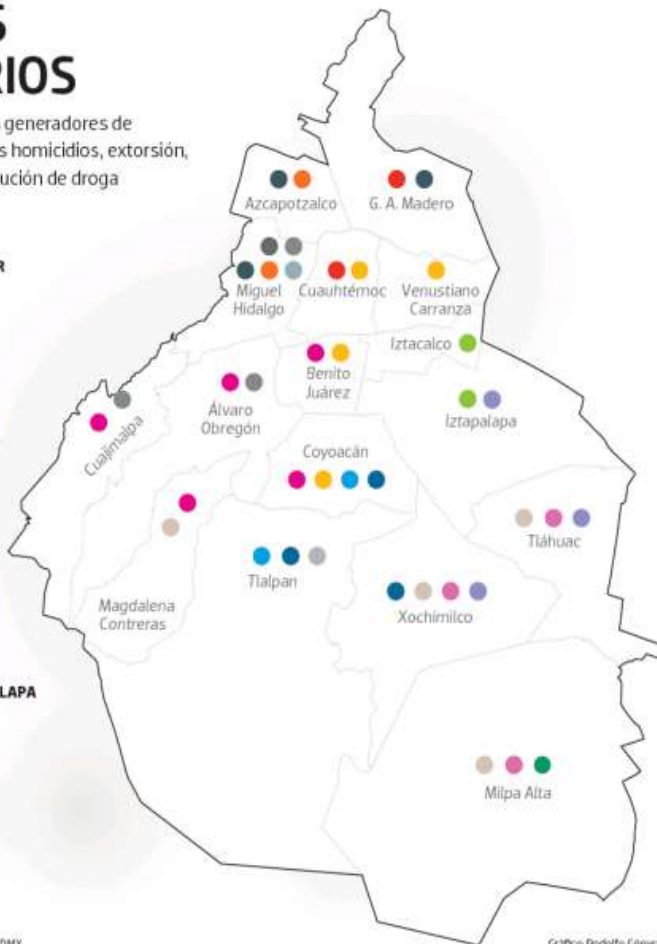 S
RIOS
s generadores de
s homicidios, extorsión,
ución de droga
Azcapotzalco
G. A. Madero
R
Miguel
Hidalgo
Cuauhtémoc
Venustiano
Carranza
Iztacalco
Benito
Juárez
Álvaro
Obregón
Iztapalapa
Cuajimalpa
Coyoacán
Tláhuac
Tlalpan
Magdalena
Contreras
Xochimilco
LAPA
Milpa Alta